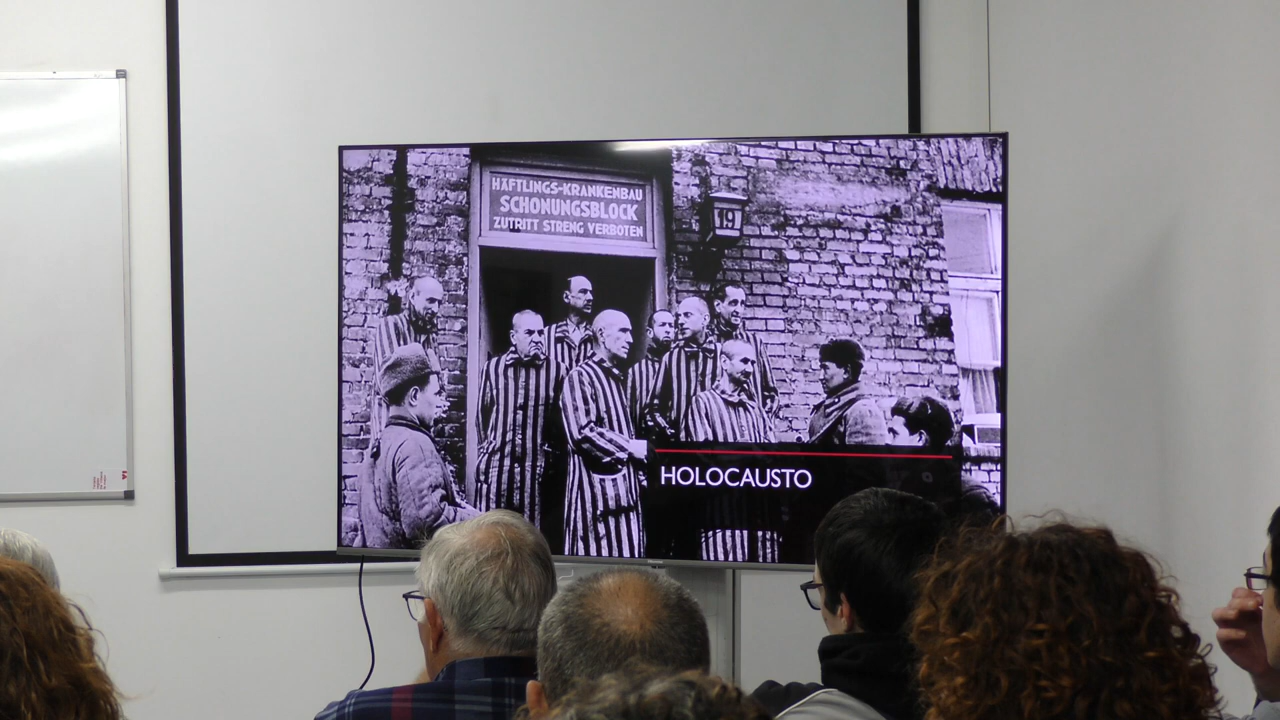 HÄFTLINGS-KRANKENBAU
SCHONUNGSBLOCK
ZUTRITT STRENG VERBOTEN
19
HOLOCAUSTO